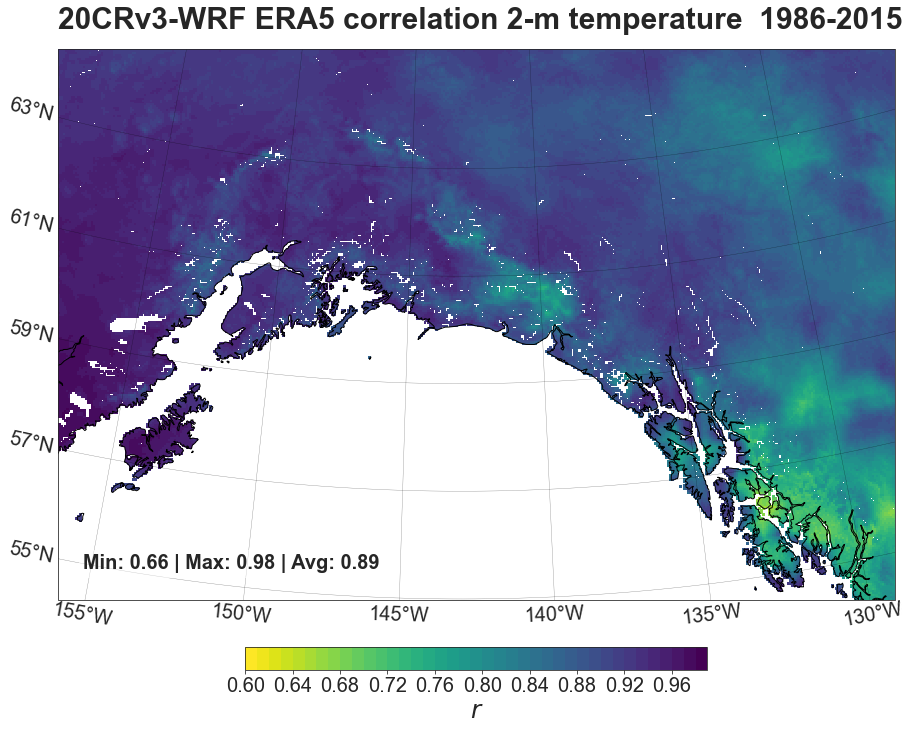 20CRv3-WRF ERA5 correlation 2-m temperature  1986-2015
63°N
61°N
59°N
57°N
55°N
Min: 0.66 | Max: 0.98 | Avg: 0.89
155°W 150°W 145°W 140°W 135°W 130°W
0.60 0.64 0.68 0.72 0.76 0.80 0.84 0.88 0.92 0.96
r